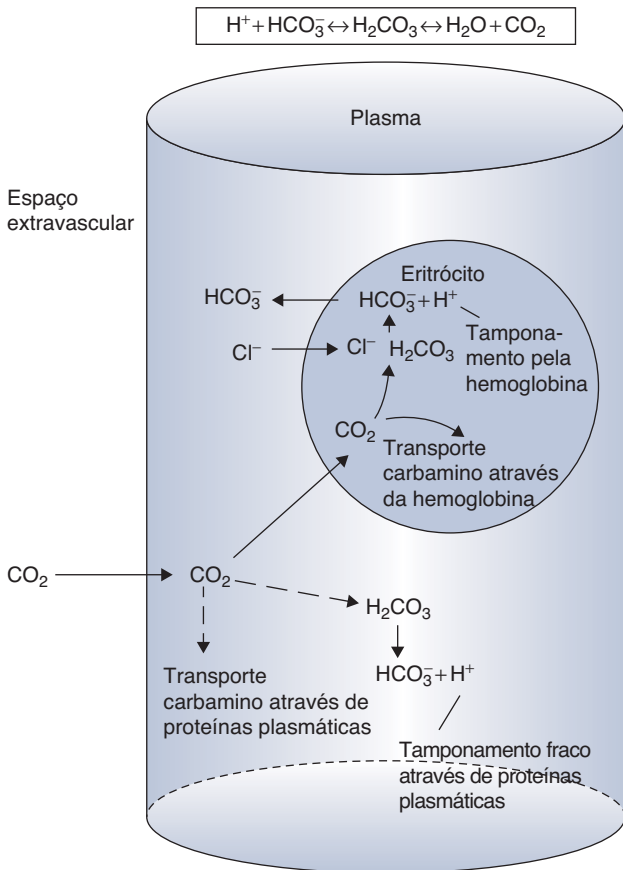 H⁺ + HCO₃⁻ ↔ H₂CO₃ ↔ H₂O + CO₂
Plasma
Espaço
extravascular
Eritrócito
HCO₃⁻
HCO₃⁻ + H⁺
Cl⁻
Cl⁻
H₂CO₃
Tampona-
mento pela
hemoglobina
CO₂
Transporte
carbamino através
da hemoglobina
CO₂
CO₂
H₂CO₃
HCO₃⁻ + H⁺
Transporte
carbamino através de
proteínas plasmáticas
Tamponamento fraco
através de proteínas
plasmáticas